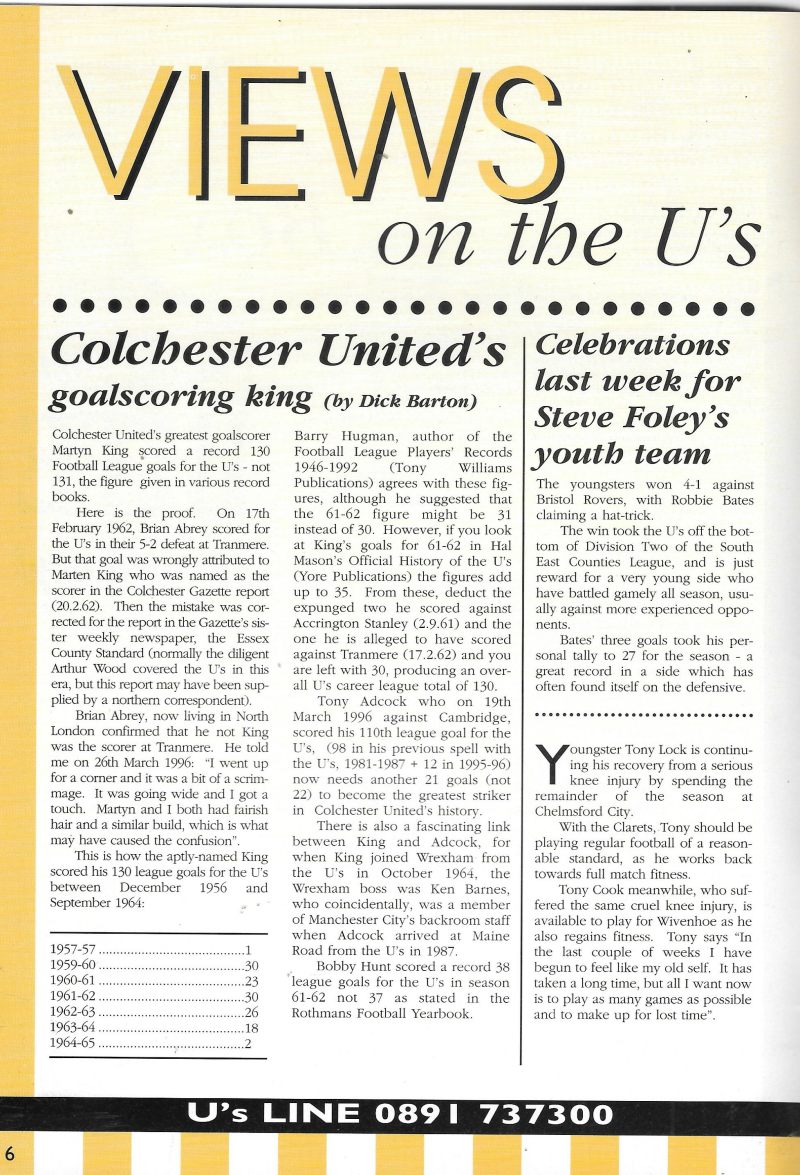 VIEWS
on the U's
Colchester United's
goalscoring king (by Dick Barton)
Colchester United's greatest goalscorer
Martyn King scored a record 130
Football League goals for the U's - not
131, the figure given in various record
books.
Here is the proof. On 17th
February 1962, Brian Abrey scored for
the U's in their 5-2 defeat at Tranmere.
But that goal was wrongly attributed to
Marten King who was named as the
scorer in the Colchester Gazette report
(20.2.62). Then the mistake was cor-
rected for the report in the Gazette's sis-
ter weekly newspaper, the Essex
County Standard (normally the diligent
Arthur Wood covered the U's in this
era, but this report may have been sup-
plied by a northern correspondent).
Brian Abrey, now living in North
London confirmed that he not King
was the scorer at Tranmere. He told
me on 26th March 1996: "I went up
for a corner and it was a bit of a scrim-
mage. It was going wide and I got a
touch. Martyn and I both had fairish
hair and a similar build, which is what
may have caused the confusion".
This is how the aptly-named King
scored his 130 league goals for the U's
between December 1956 and
September 1964:
1957-57 ..........................................1
1959-60 ..........................................30
1960-61 ..........................................23
1961-62 ..........................................30
1962-63 ..........................................26
1963-64 ..........................................18
1964-65 ..........................................2
Barry Hugman, author of the
Football League Players' Records
1946-1992 (Tony Williams
Publications) agrees with these fig-
ures, although he suggested that
the 61-62 figure might be 31
instead of 30. However, if you look
at King's goals for 61-62 in Hal
Mason's Official History of the U's
(Yore Publications) the figures add
up to 35. From these, deduct the
expunged two he scored against
Accrington Stanley (2.9.61) and the
one he is alleged to have scored
against Tranmere (17.2.62) and you
are left with 30, producing an over-
all U's career league total of 130.
Tony Adcock who on 19th
March 1996 against Cambridge,
scored his 110th league goal for the
U's, (98 in his previous spell with
the U's, 1981-1987 + 12 in 1995-96)
now needs another 21 goals (not
22) to become the greatest striker
in Colchester United's history.
There is also a fascinating link
between King and Adcock, for
when King joined Wrexham from
the U's in October 1964, the
Wrexham boss was Ken Barnes,
who coincidentally, was a member
of Manchester City's backroom staff
when Adcock arrived at Maine
Road from the U's in 1987.
Bobby Hunt scored a record 38
league goals for the U's in season
61-62 not 37 as stated in the
Rothmans Football Yearbook.
Celebrations
last week for
Steve Foley's
youth team
The youngsters won 4-1 against
Bristol Rovers, with Robbie Bates
claiming a hat-trick.
The win took the U's off the bot-
tom of Division Two of the South
East Counties League, and is just
reward for a very young side who
have battled gamely all season, usu-
ally against more experienced oppo-
nents.
Bates' three goals took his per-
sonal tally to 27 for the season - a
great record in a side which has
often found itself on the defensive.
Youngster Tony Lock is continu-
ing his recovery from a serious
knee injury by spending the
remainder of the season at
Chelmsford City.
With the Clarets, Tony should be
playing regular football of a reason-
able standard, as he works back
towards full match fitness.
Tony Cook meanwhile, who suf-
fered the same cruel knee injury, is
available to play for Wivenhoe as he
also regains fitness. Tony says "In
the last couple of weeks I have
begun to feel like my old self. It has
taken a long time, but all I want now
is to play as many games as possible
and to make up for lost time".
U's LINE 0891 737300
6